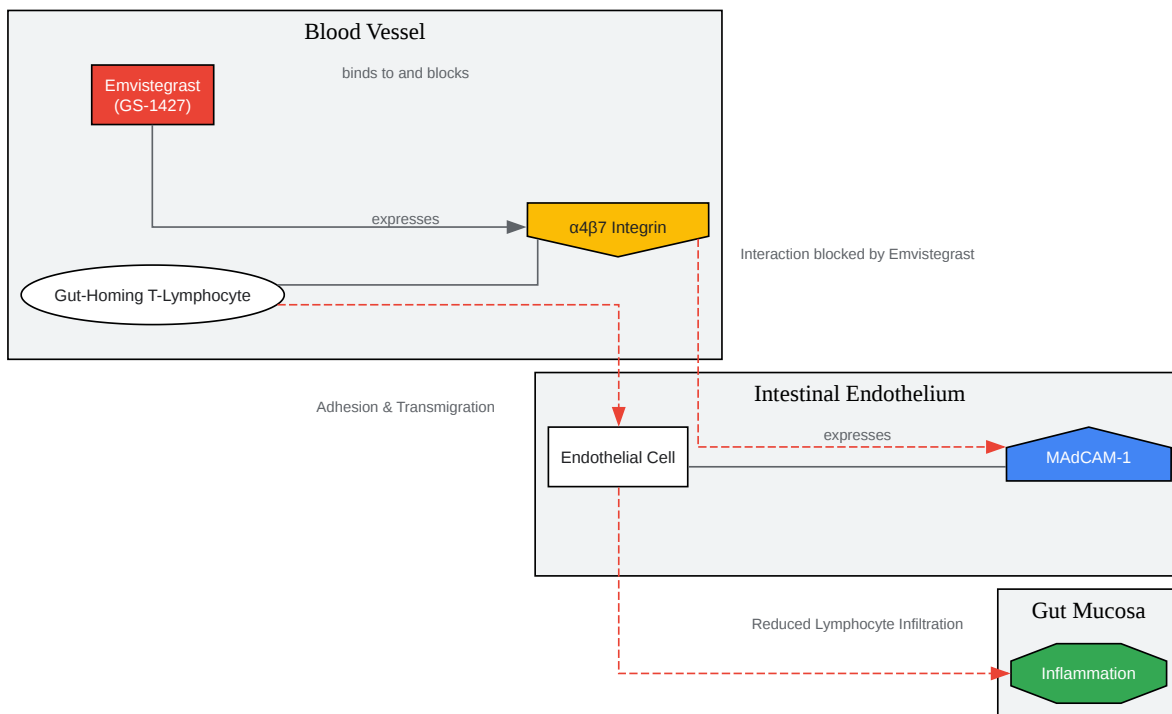 Blood Vessel
binds to and blocks
Emvistegrast
(GS-1427)
expresses
α4β7 Integrin
Interaction blocked by Emvistegrast
Gut-Homing T-Lymphocyte
Intestinal Endothelium
Adhesion & Transmigration
expresses
Endothelial Cell
MAdCAM-1
Gut Mucosa
Reduced Lymphocyte Infiltration
Inflammation